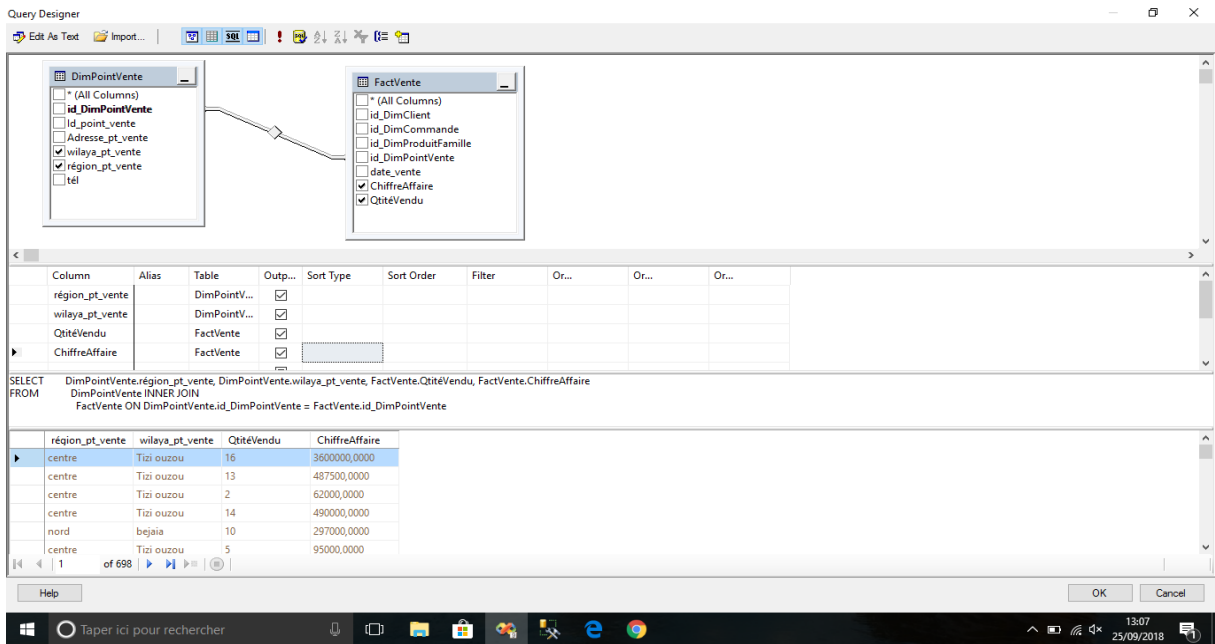 Query Designer
Edit As Text Import... SQL
DimPointVente
* (All Columns)
id_DimPointVente
Id_point_vente
Adresse_pt_vente
wilaya_pt_vente
région_pt_vente
tél
FactVente
* (All Columns)
id_DimClient
id_DimCommande
id_DimProduitFamille
id_DimPointVente
date_vente
ChiffreAffaire
QtitéVendu
Column Alias Table Outp... Sort Type Sort Order Filter Or... Or... Or...
région_pt_vente DimPointV...
wilaya_pt_vente DimPointV...
QtitéVendu FactVente
ChiffreAffaire FactVente
SELECT DimPointVente.région_pt_vente, DimPointVente.wilaya_pt_vente, FactVente.QtitéVendu, FactVente.ChiffreAffaire
FROM DimPointVente INNER JOIN
FactVente ON DimPointVente.id_DimPointVente = FactVente.id_DimPointVente
région_pt_vente wilaya_pt_vente QtitéVendu ChiffreAffaire
centre Tizi ouzou 16 3600000,0000
centre Tizi ouzou 13 487500,0000
centre Tizi ouzou 2 62000,0000
centre Tizi ouzou 14 490000,0000
nord bejaia 10 297000,0000
centre Tizi ouzou 5 95000,0000
1 of 698
Help OK Cancel
Taper ici pour rechercher
13:07
25/09/2018